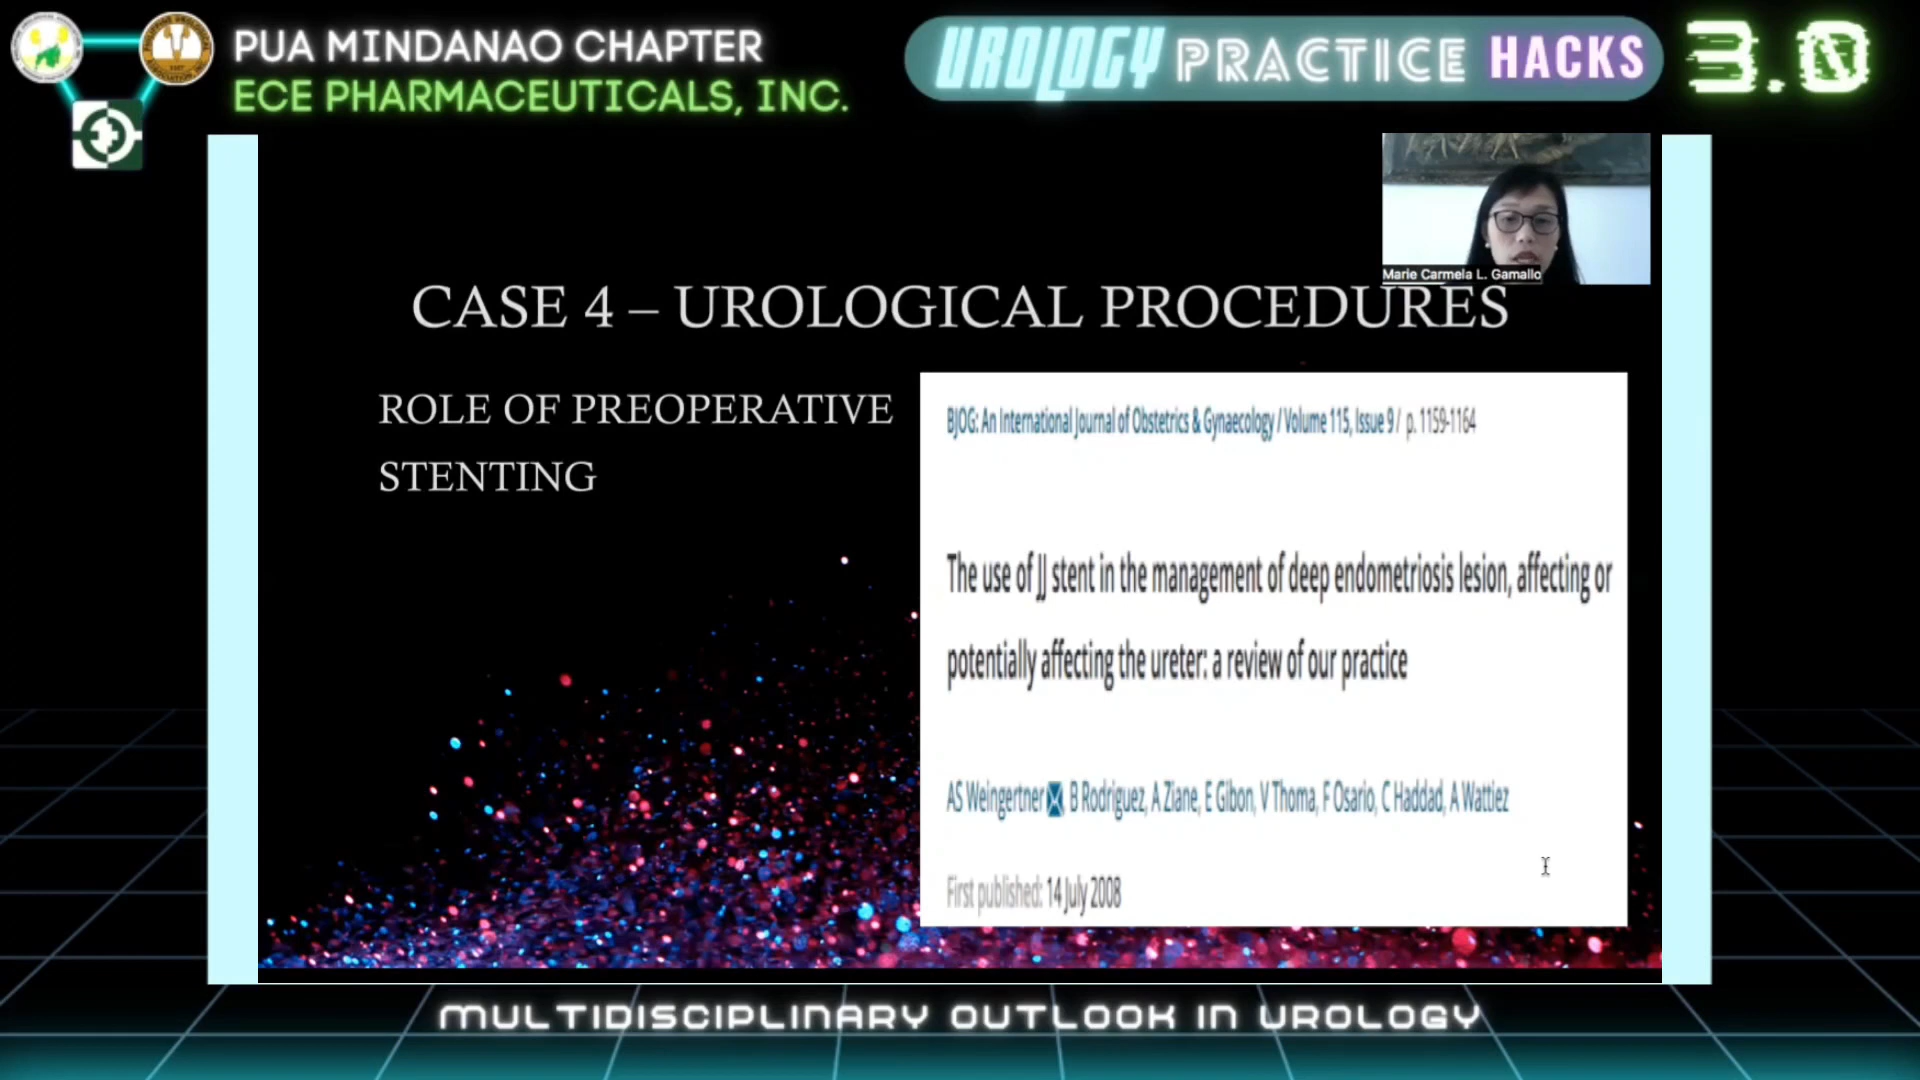 PUA MINDANAO CHAPTER
ECE PHARMACEUTICALS, INC.
UROLOGY PRACTICE HACKS 3.0
Marie Carmela L. Gamallo
CASE 4 – UROLOGICAL PROCEDURES
ROLE OF PREOPERATIVE
STENTING
BJOG: An International Journal of Obstetrics & Gynaecology / Volume 115, Issue 9 / p. 1159-1164
The use of JJ stent in the management of deep endometriosis lesion, affecting or
potentially affecting the ureter: a review of our practice
AS Weingertner, B Rodriguez, A Ziane, E Gibon, V Thoma, F Osario, C Haddad, A Wattiez
First published: 14 July 2008
MULTIDISCIPLINARY OUTLOOK IN UROLOGY